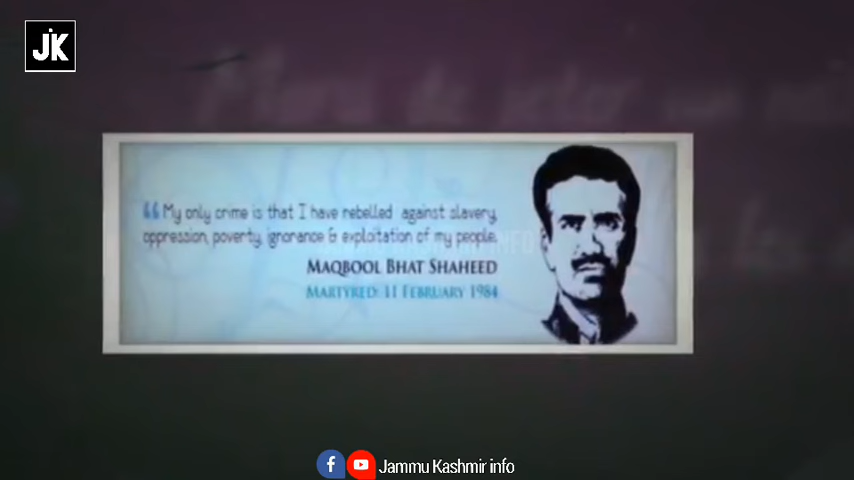 JK
“My only crime is that I have rebelled against slavery,
oppression, poverty, ignorance & exploitation of my people.
MAQBOOL BHAT SHAHEED
MARTYRED: 11 FEBRUARY 1984
Jammu Kashmir info